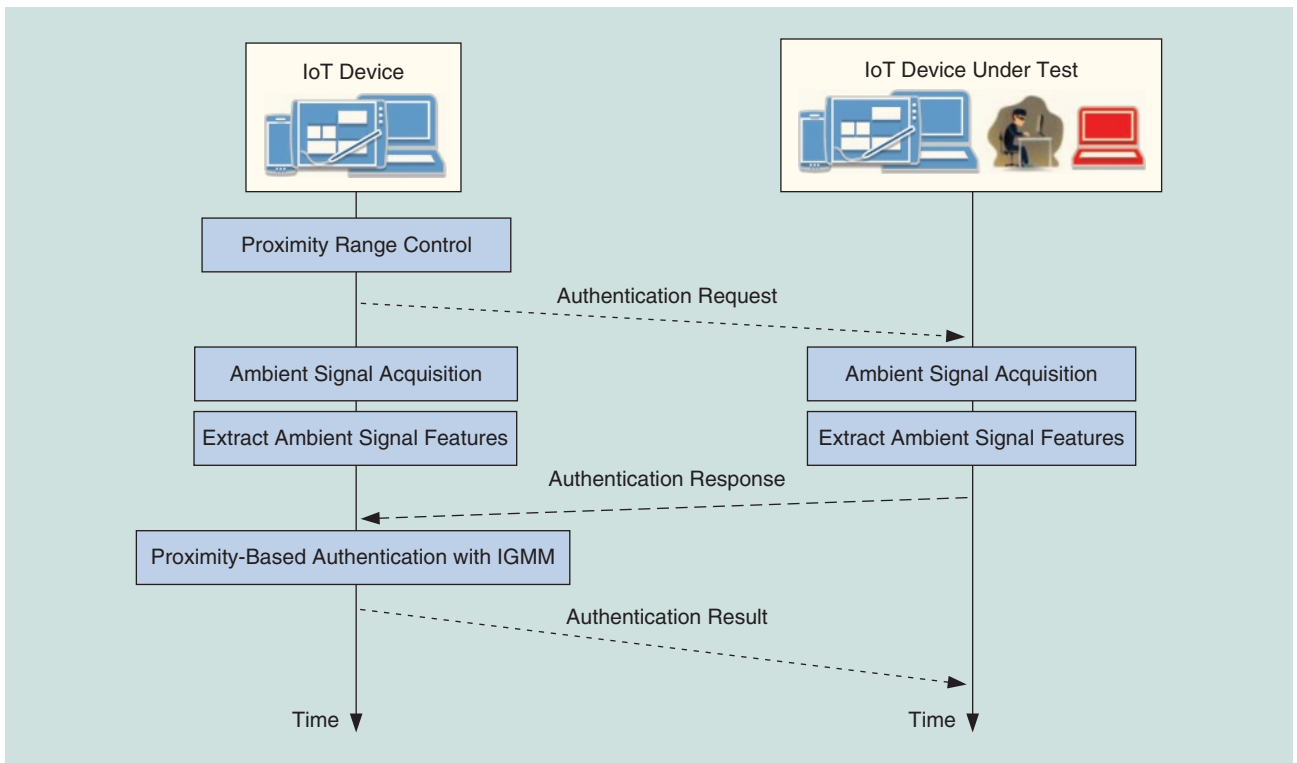 IoT Device
IoT Device Under Test
Proximity Range Control
Authentication Request
Ambient Signal Acquisition
Ambient Signal Acquisition
Extract Ambient Signal Features
Extract Ambient Signal Features
Authentication Response
Proximity-Based Authentication with IGMM
Authentication Result
Time
Time